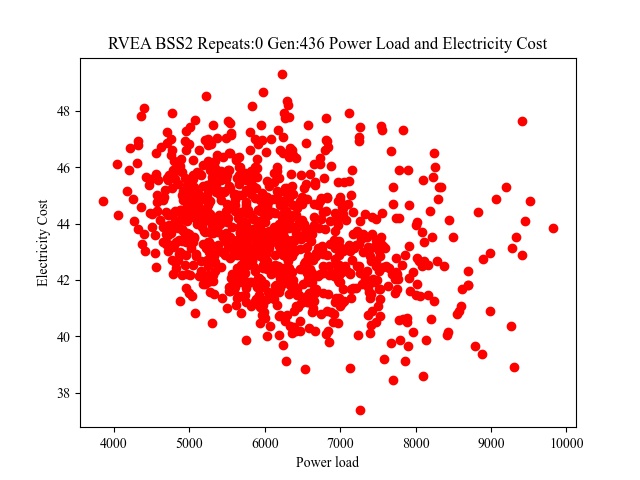 RVEA BSS2 Repeats:0 Gen:436 Power Load and Electricity Cost
48
46
44
42
40
38
Electricity Cost
4000 5000 6000 7000 8000 9000 10000
Power load